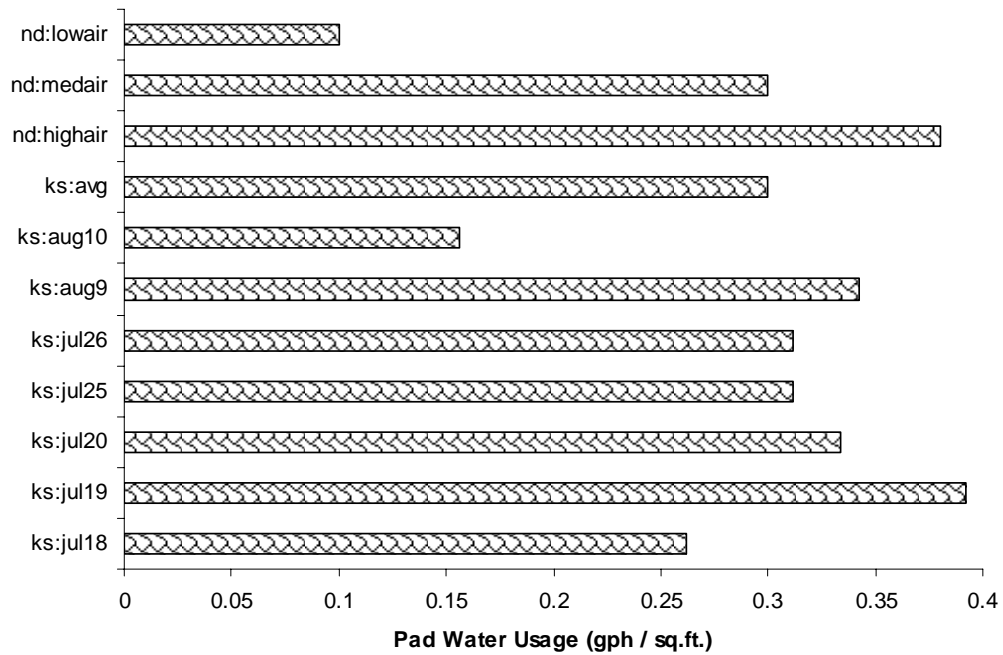 nd:lowair
nd:medair
nd:highair
ks:avg
ks:aug10
ks:aug9
ks:jul26
ks:jul25
ks:jul20
ks:jul19
ks:jul18
0 0.05 0.1 0.15 0.2 0.25 0.3 0.35 0.4
Pad Water Usage (gph / sq.ft.)